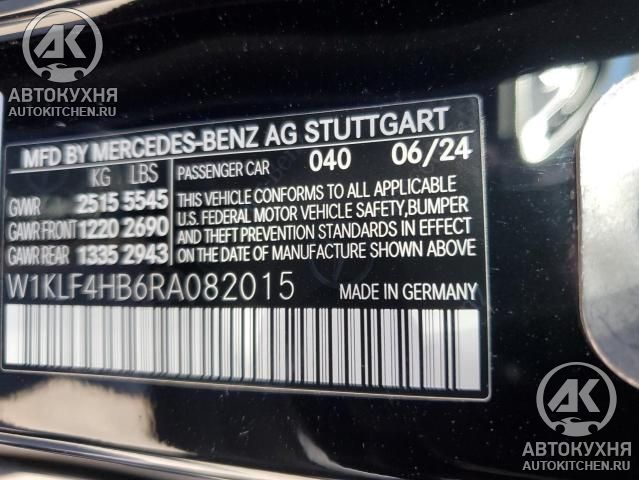 АВТОКУХНЯ
AUTOKITCHEN.RU
MFD BY MERCEDES-BENZ AG STUTTGART
KG LBS PASSENGER CAR 040 06/24
GVWR 2515 5545
GAWR FRONT 1220 2690
GAWR REAR 1335 2943
THIS VEHICLE CONFORMS TO ALL APPLICABLE
U.S. FEDERAL MOTOR VEHICLE SAFETY,BUMPER
AND THEFT PREVENTION STANDARDS IN EFFECT
ON THE DATE OF MANUFACTURE SHOWN ABOVE.
W1KLF4HB6RA082015 MADE IN GERMANY
АК
АВТОКУХНЯ
AUTOKITCHEN.RU